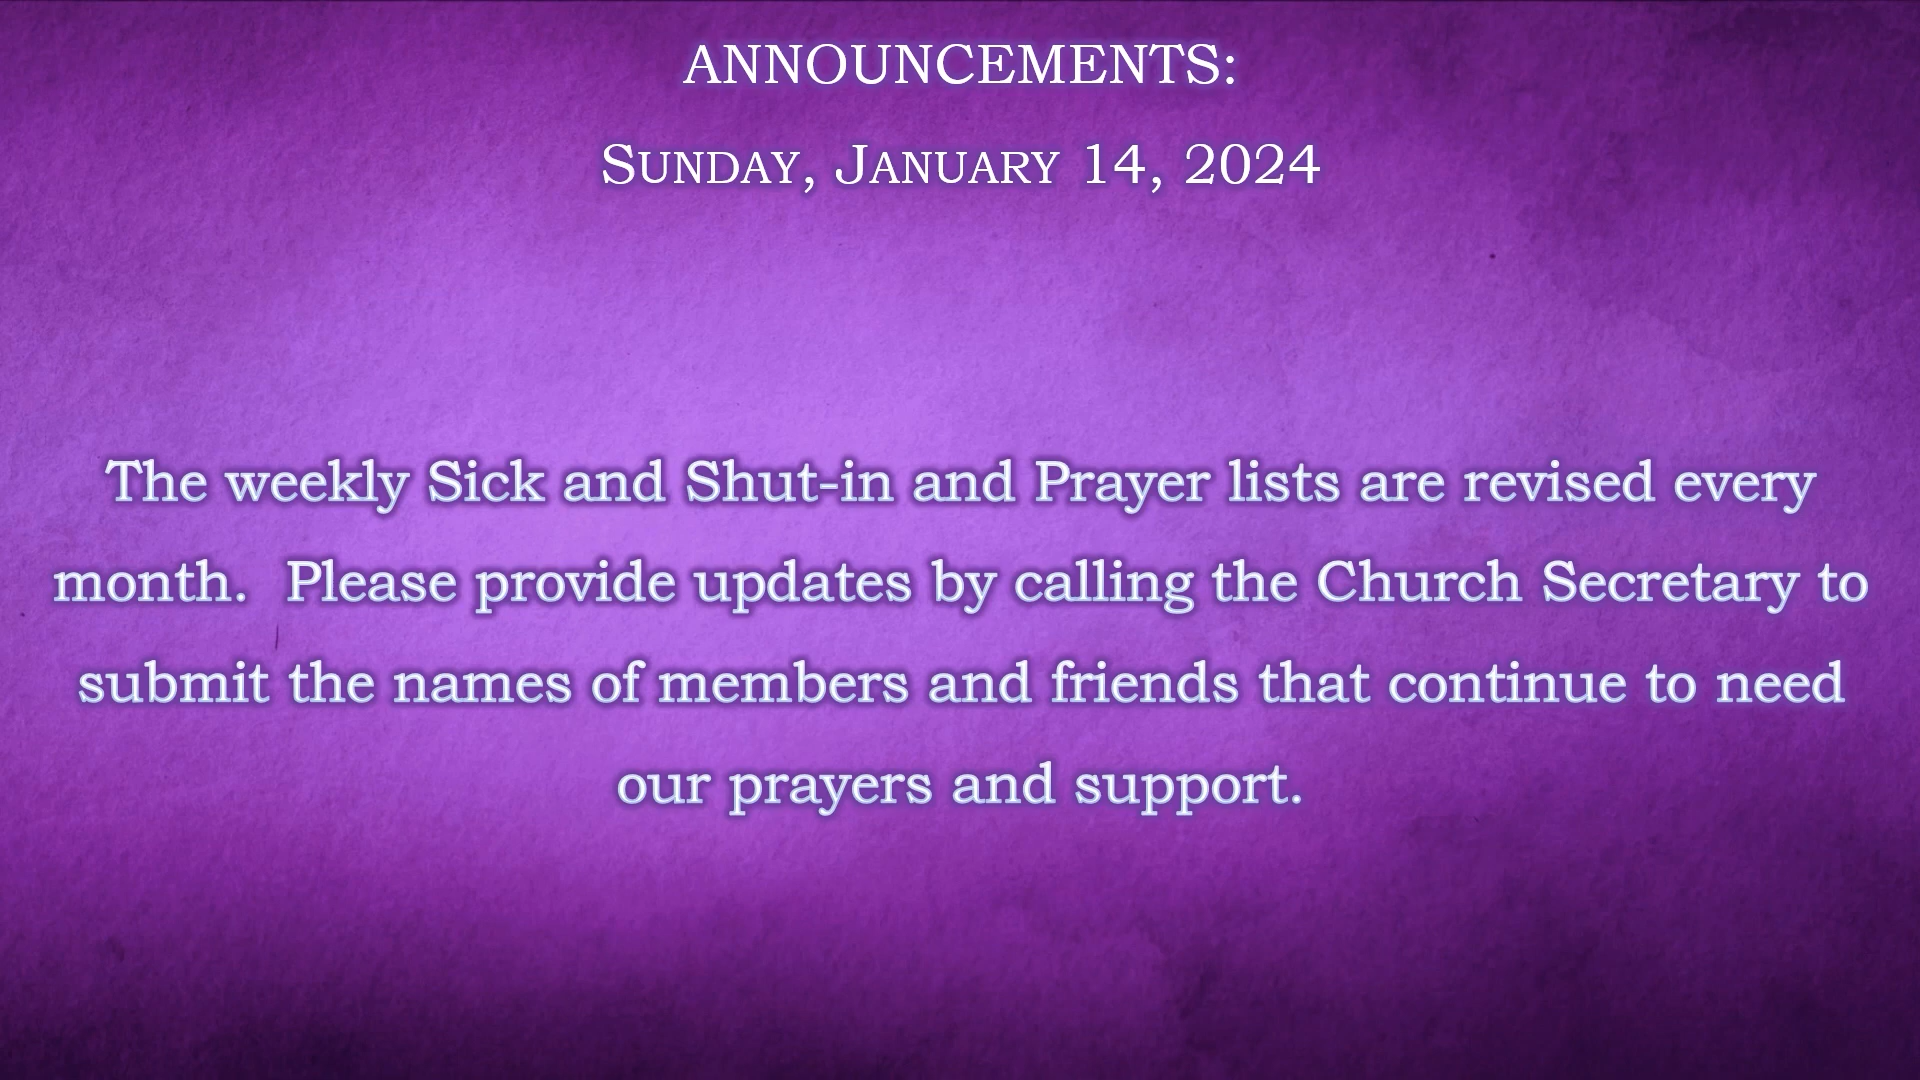 ANNOUNCEMENTS:
Sunday, January 14, 2024
The weekly Sick and Shut-in and Prayer lists are revised every
month.  Please provide updates by calling the Church Secretary to
submit the names of members and friends that continue to need
our prayers and support.